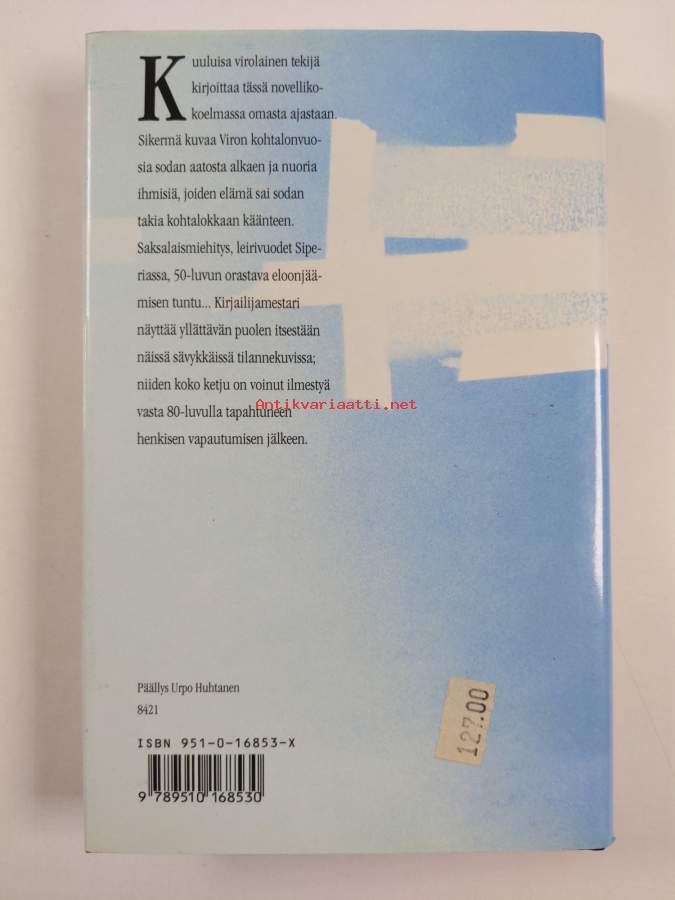 Kuuluisa virolainen tekijä
kirjoittaa tässä novelliko-
koelmassa omasta ajastaan.
Sikermä kuvaa Viron kohtalonvuo-
sia sodan aatosta alkaen ja nuoria
ihmisiä, joiden elämä sai sodan
takia kohtalokkaan käänteen.
Saksalaismiehitys, leirivuodet Sipe-
riassa, 50-luvun orastava eloonjää-
misen tuntu... Kirjailijamestari
näyttää yllättävän puolen itsestään
näissä sävykkäissä tilannekuvissa;
niiden koko ketju on voinut ilmestyä
vasta 80-luvulla tapahtuneen
henkisen vapautumisen jälkeen.
Antikvariaatti.net
Päällys Urpo Huhtanen
8421
127.00
ISBN 951-0-16853-X
9 789510 168530